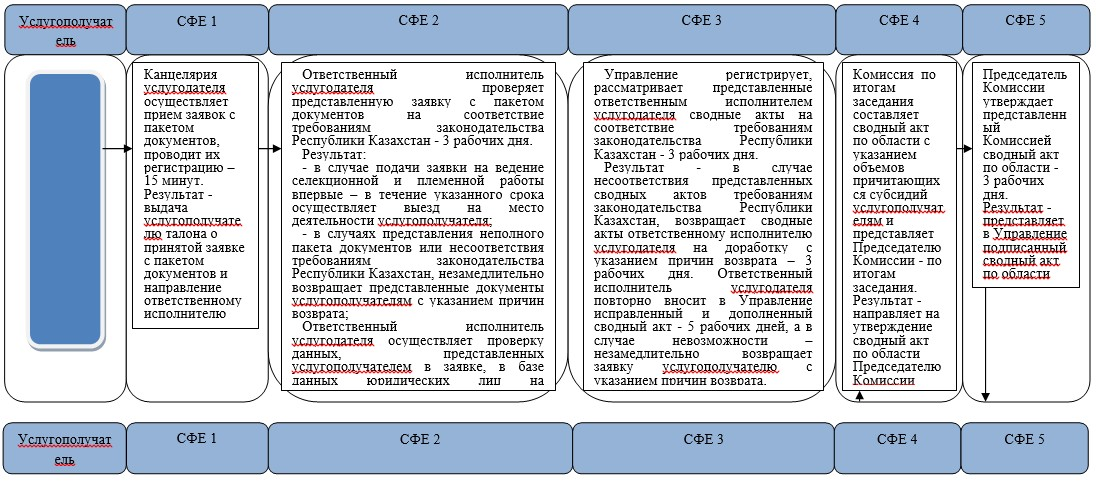 Услугополучат
ель
СФЕ 1
СФЕ 2
СФЕ 3
СФЕ 4
СФЕ 5
Канцелярия
услугодателя
осуществляет
прием заявок с
пакетом
документов,
проводит их
регистрацию –
15 минут.
Результат -
выдача
услугополучате
лю талона о
принятой заявке
с пакетом
документов и
направление
ответственному
исполнителю
Ответственный исполнитель
услугодателя проверяет
представленную заявку с пакетом
документов на соответствие
требованиям законодательства
Республики Казахстан - 3 рабочих дня.
Результат:
- в случае подачи заявки на ведение
селекционной и племенной работы
впервые – в течение указанного срока
осуществляет выезд на место
деятельности услугополучателя;
- в случаях представления неполного
пакета документов или несоответствия
требованиям законодательства
Республики Казахстан, незамедлительно
возвращает представленные документы
услугополучателям с указанием причин
возврата;
Ответственный исполнитель
услугодателя осуществляет проверку
данных, представленных
услугополучателем в заявке, в базе
данных юридических лиц на
Управление регистрирует,
рассматривает представленные
ответственным исполнителем
услугодателя сводные акты на
соответствие требованиям
законодательства Республики
Казахстан - 3 рабочих дня.
Результат - в случае
несоответствия представленных
сводных актов требованиям
законодательства Республики
Казахстан, возвращает сводные
акты ответственному исполнителю
услугодателя на доработку с
указанием причин возврата – 3
рабочих дня. Ответственный
исполнитель услугодателя
повторно вносит в Управление
исправленный и дополненный
сводный акт - 5 рабочих дней, а в
случае невозможности –
незамедлительно возвращает
заявку услугополучателю с
указанием причин возврата.
Комиссия по
итогам
заседания
составляет
сводный акт
по области с
указанием
объемов
причитающих
ся субсидий
услугополучат
елям и
представляет
Председателю
Комиссии - по
итогам
заседания.
Результат -
направляет на
утверждение
сводный акт
по области
Председателю
Комиссии
Председатель
Комиссии
утверждает
представленн
ый
Комиссией
сводный акт
по области -
3 рабочих
дня.
Результат -
представляет
в Управление
подписанный
сводный акт
по области
Услугополучат
ель
СФЕ 1
СФЕ 2
СФЕ 3
СФЕ 4
СФЕ 5